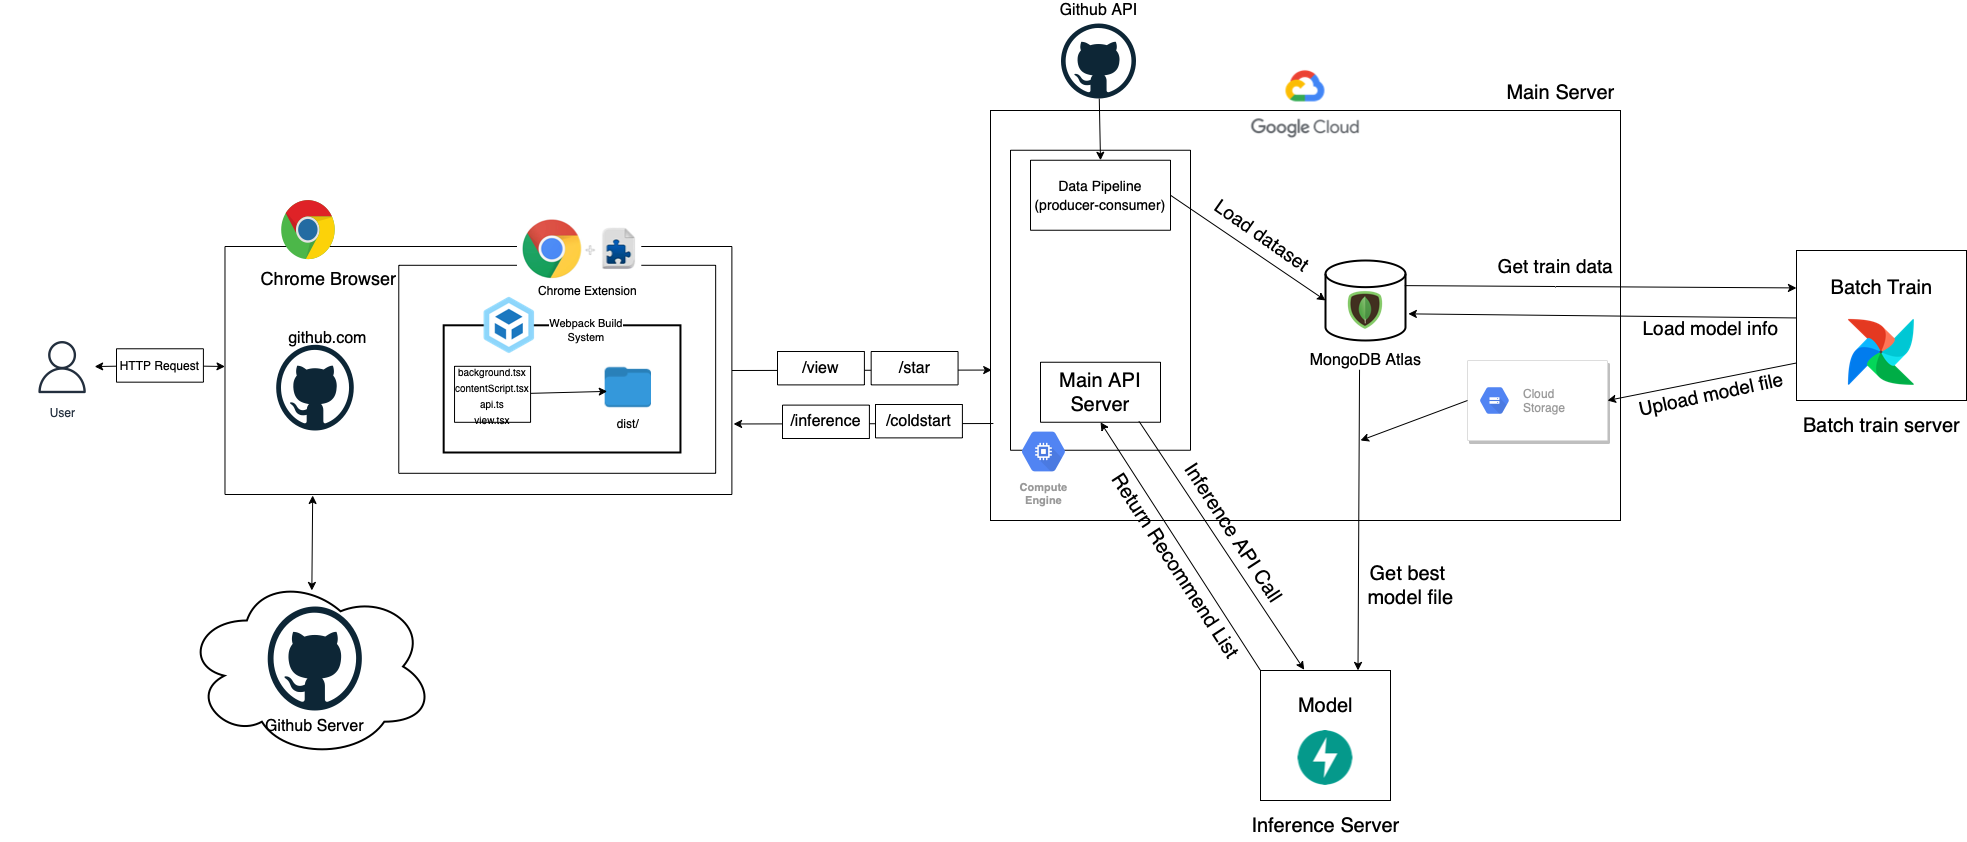 Github API
Main Server
Google Cloud
Data Pipeline
(producer-consumer)
Load dataset
Chrome Browser
Chrome Extension
github.com
Webpack Build
System
background.tsx
contentScript.tsx
api.ts
view.tsx
dist/
User
HTTP Request
/view
/star
/inference
/coldstart
Main API
Server
Compute
Engine
MongoDB Atlas
Get train data
Load model info
Upload model file
Cloud
Storage
Batch Train
Batch train server
Return Recommend List
Inference API Call
Get best
model file
Github Server
Model
Inference Server